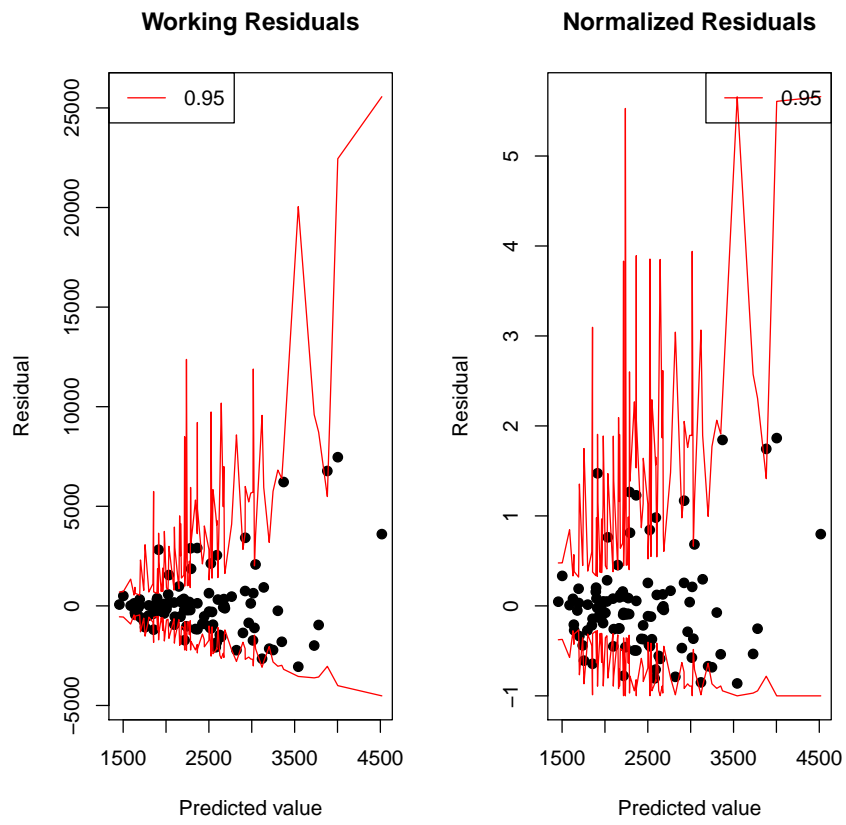 Working Residuals
0.95
Residual
−5000 0 5000 10000 15000 20000 25000
1500 2500 3500 4500
Predicted value
Normalized Residuals
0.95
Residual
−1 0 1 2 3 4 5
1500 2500 3500 4500
Predicted value